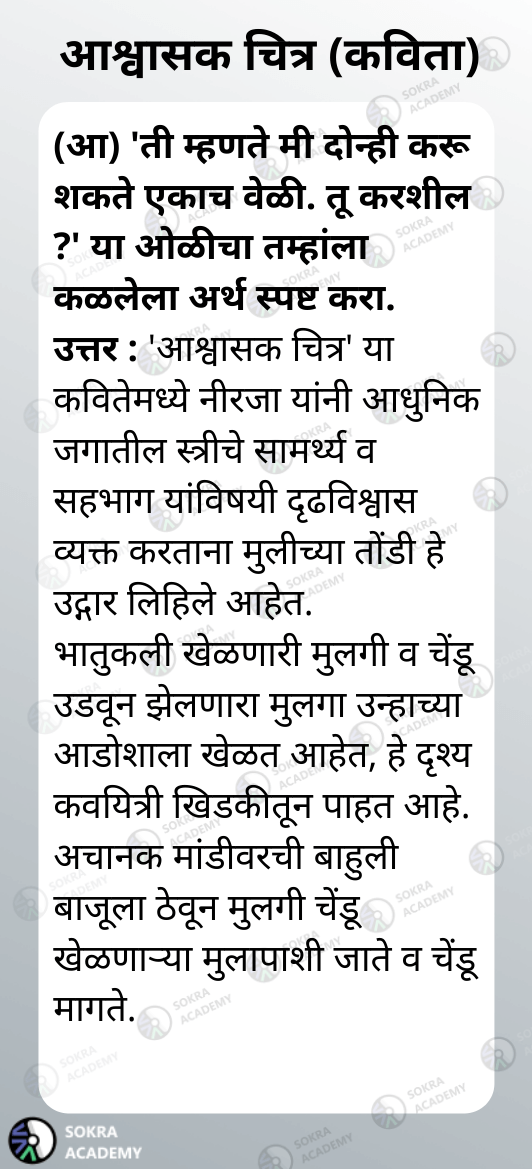 आश्वासक चित्र (कविता)
(आ) 'ती म्हणते मी दोन्ही करू
शकते एकाच वेळी. तू करशील
?' या ओळीचा तम्हांला
कळलेला अर्थ स्पष्ट करा.
उत्तर : 'आश्वासक चित्र' या
कवितेमध्ये नीरजा यांनी आधुनिक
जगातील स्त्रीचे सामर्थ्य व
सहभाग यांविषयी दृढविश्वास
व्यक्त करताना मुलीच्या तोंडी हे
उद्गार लिहिले आहेत.
भातुकली खेळणारी मुलगी व चेंडू
उडवून झेलणारा मुलगा उन्हाच्या
आडोशाला खेळत आहेत, हे दृश्य
कवयित्री खिडकीतून पाहत आहे.
अचानक मांडीवरची बाहुली
बाजूला ठेवून मुलगी चेंडू
खेळणाऱ्या मुलापाशी जाते व चेंडू
मागते.
SOKRA
ACADEMY